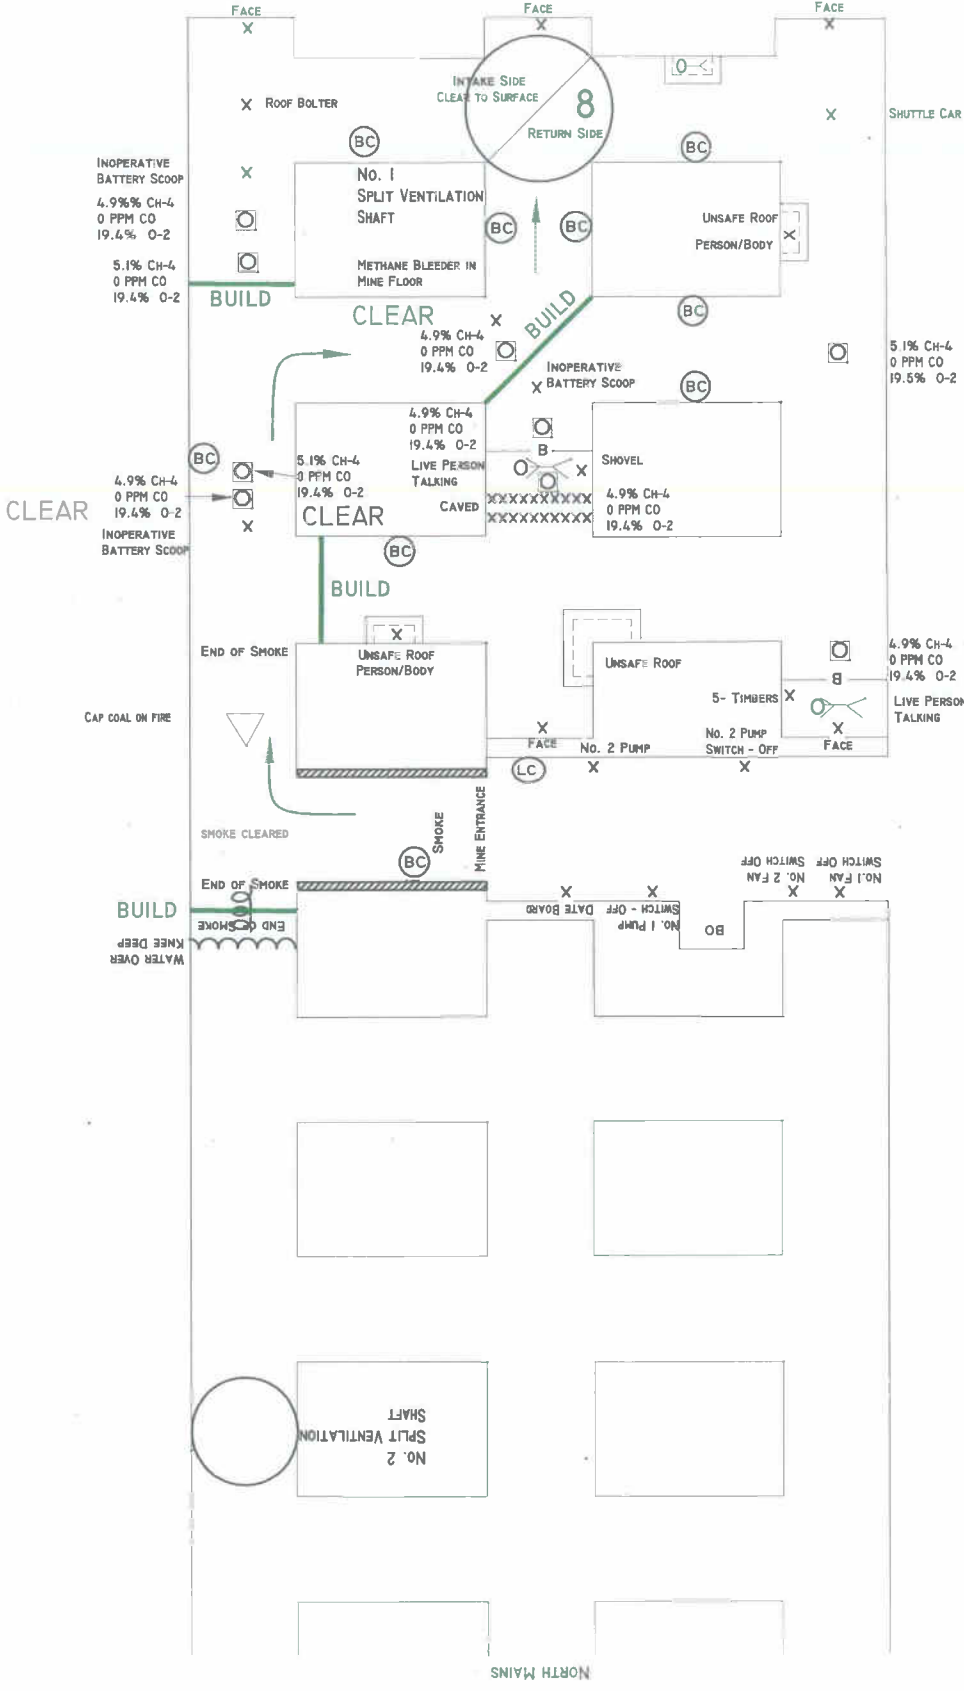 FACE
FACE
FACE
INTAKE SIDE
CLEAR TO SURFACE
8
RETURN SIDE
X ROOF BOLTER
X SHUTTLE CAR
BC
BC
INOPERATIVE
BATTERY SCOOP
4.9%% CH-4
0 PPM CO
19.4% O-2
5.1% CH-4
0 PPM CO
19.4% O-2
No. 1
SPLIT VENTILATION
SHAFT
METHANE BLEEDER IN
MINE FLOOR
BC
BC
UNSAFE ROOF
PERSON/BODY
BUILD
CLEAR
BUILD
BC
4.9% CH-4
0 PPM CO
19.4% O-2
5.1% CH-4
0 PPM CO
19.5% O-2
INOPERATIVE
BATTERY SCOOP
BC
4.9% CH-4
0 PPM CO
19.4% O-2
B
LIVE PERSON
TALKING
SHOVEL
CAVED
XXXXXXXXXX
XXXXXXXXXX
4.9% CH-4
0 PPM CO
19.4% O-2
BC
5.1% CH-4
0 PPM CO
19.4% O-2
4.9% CH-4
0 PPM CO
19.4% O-2
CLEAR
CLEAR
INOPERATIVE
BATTERY SCOOP
BC
BUILD
END OF SMOKE
UNSAFE ROOF
PERSON/BODY
UNSAFE ROOF
4.9% CH-4
0 PPM CO
19.4% O-2
B
5- TIMBERS X
LIVE PERSON
TALKING
CAP COAL ON FIRE
FACE
No. 2 PUMP
No. 2 PUMP
SWITCH - OFF
FACE
LC
SMOKE CLEARED
SMOKE
MINE ENTRANCE
BC
END OF SMOKE
BUILD
END OF SMOKE
WATER OVER
KNEE DEEP
DATE BOARD
No. 1 PUMP
SWITCH - OFF
BO
No. 2 FAN
SWITCH OFF
No. 1 FAN
SWITCH OFF
No. 2
SPLIT VENTILATION
SHAFT
NORTH MAINS